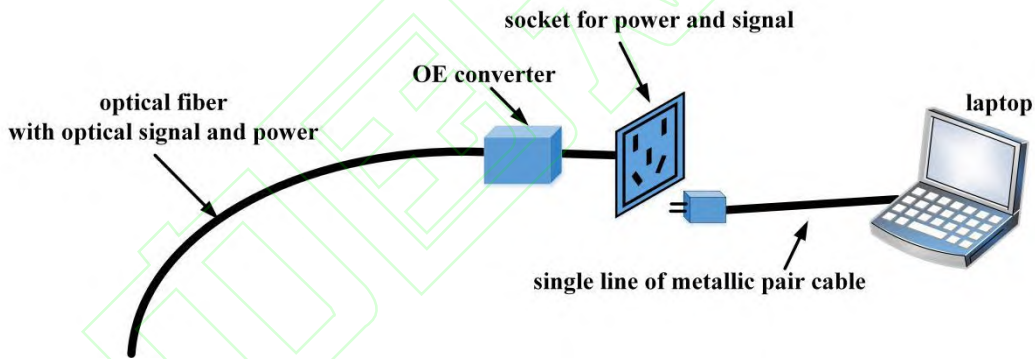 socket for power and signal
OE converter
optical fiber
with optical signal and power
laptop
single line of metallic pair cable